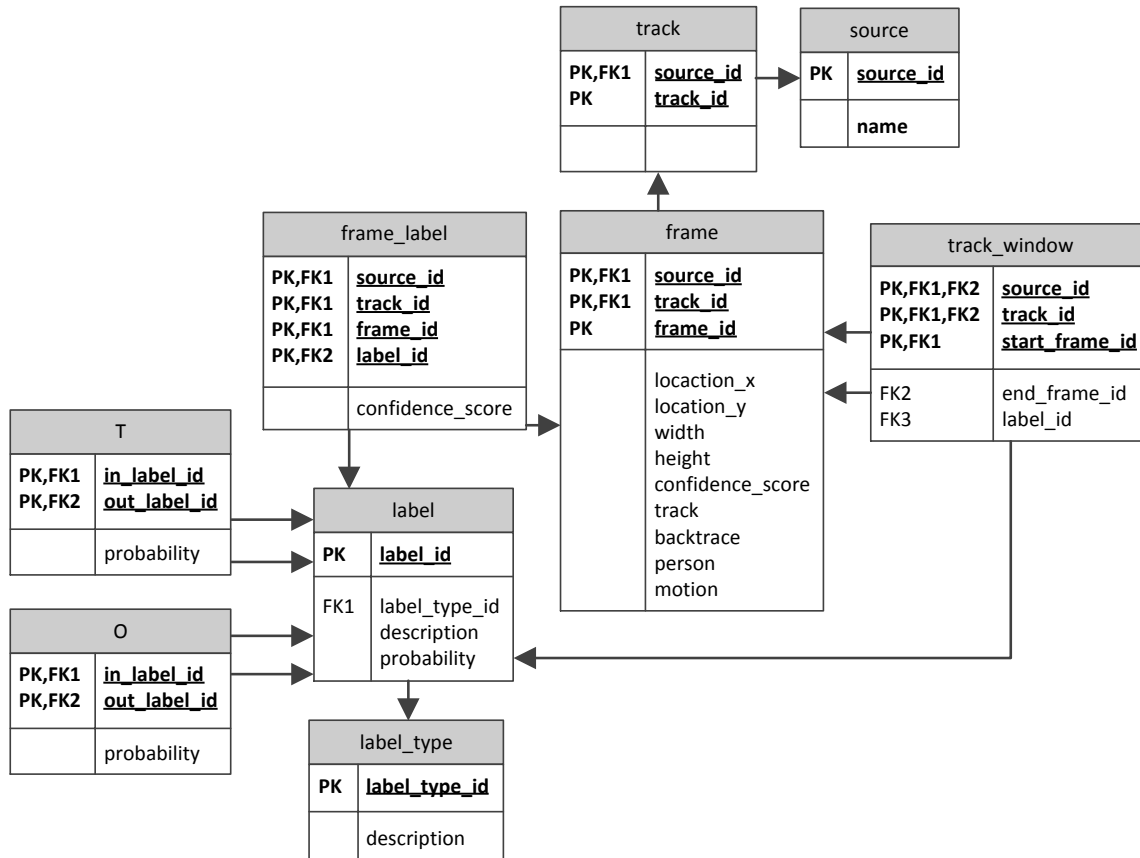 track
PK,FK1 source_id
PK track_id
source
PK source_id
name
frame_label
PK,FK1 source_id
PK,FK1 track_id
PK,FK1 frame_id
PK,FK2 label_id
confidence_score
frame
PK,FK1 source_id
PK,FK1 track_id
PK frame_id
locaction_x
location_y
width
height
confidence_score
track
backtrace
person
motion
track_window
PK,FK1,FK2 source_id
PK,FK1,FK2 track_id
PK,FK1 start_frame_id
FK2 end_frame_id
FK3 label_id
T
PK,FK1 in_label_id
PK,FK2 out_label_id
probability
label
PK label_id
FK1 label_type_id
description
probability
O
PK,FK1 in_label_id
PK,FK2 out_label_id
probability
label_type
PK label_type_id
description